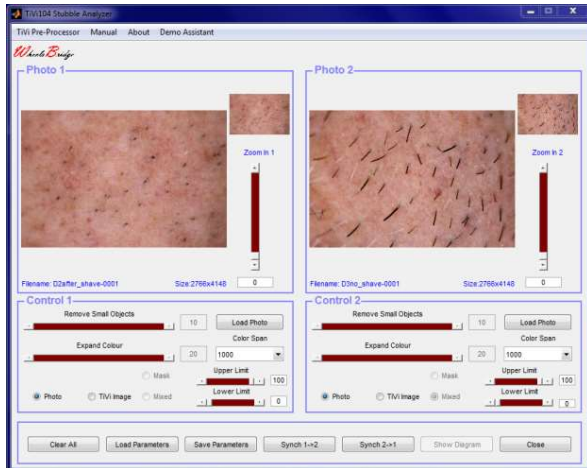 TiVi104 Stubble Analyzer
TiVi Pre-Processor Manual About Demo Assistant
WheelsBridge
Photo 1
Zoom In 1
Filename: D2after_shave-0001 Size:2766x4148 0
Photo 2
Zoom In 2
Filename: D3no_shave-0001 Size:2766x4148 0
Control 1
Remove Small Objects
10 Load Photo
Expand Colour Color Span
20 1000
Mask Upper Limit
100
Photo TiVi Image Mixed Lower Limit
0
Control 2
Remove Small Objects
10 Load Photo
Expand Colour Color Span
20 1000
Mask Upper Limit
100
Photo TiVi Image Mixed Lower Limit
0
Clear All Load Parameters Save Parameters Synch 1->2 Synch 2->1 Show Diagram Close